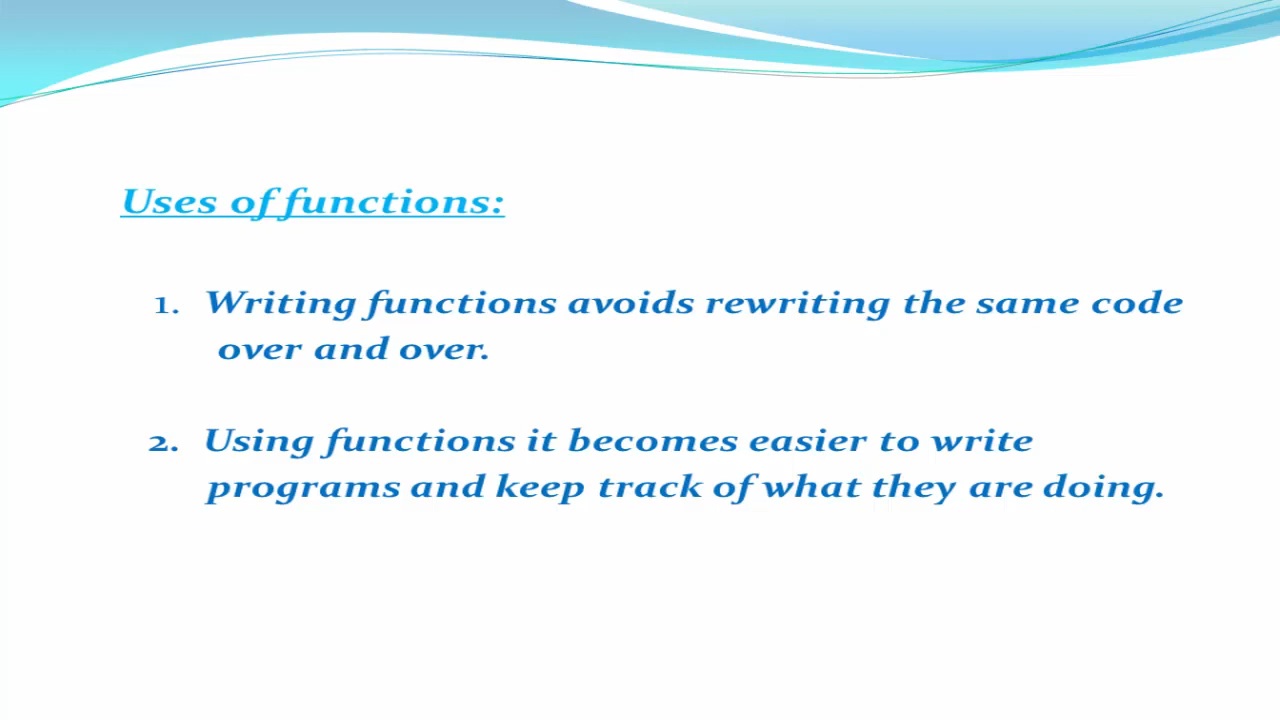 Uses of functions:
1. Writing functions avoids rewriting the same code
over and over.
2. Using functions it becomes easier to write
programs and keep track of what they are doing.